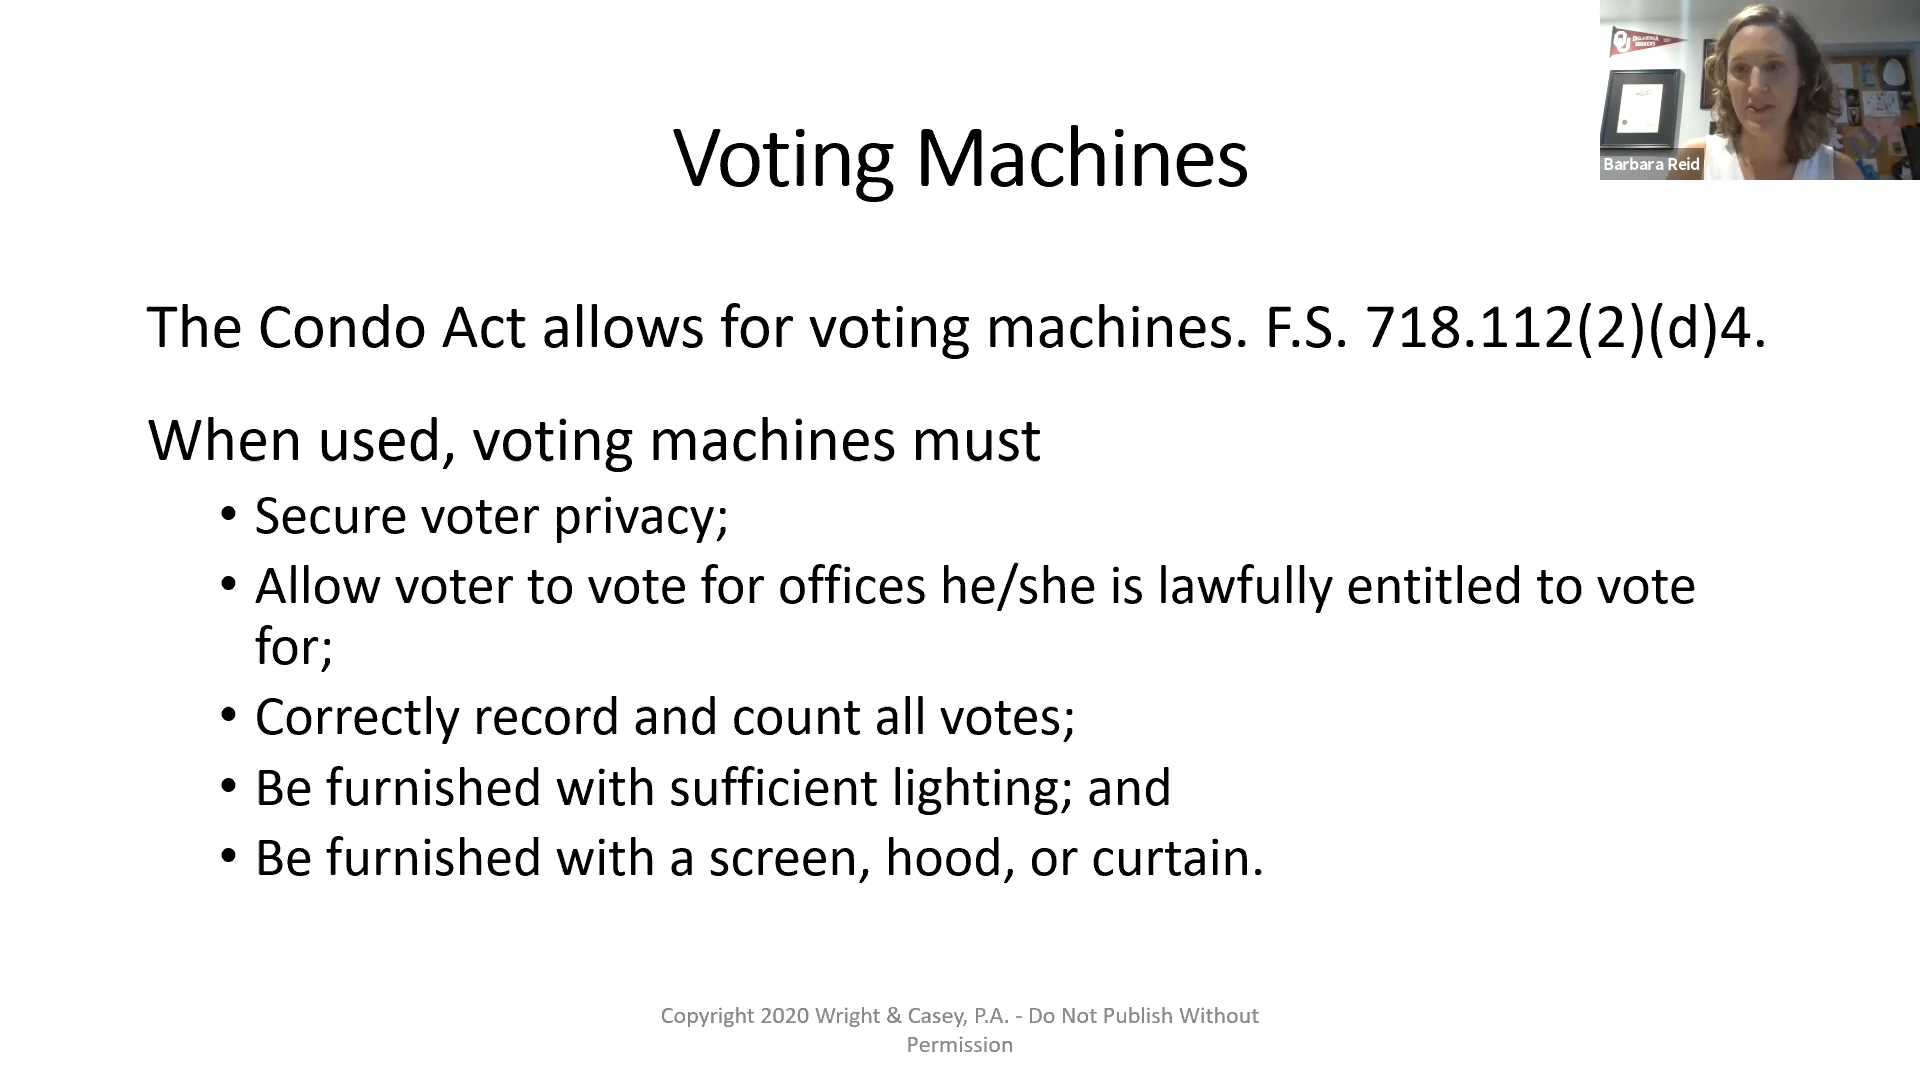 OU OKLAHOMA
SOONERS
Barbara Reid
Voting Machines
The Condo Act allows for voting machines. F.S. 718.112(2)(d)4.
When used, voting machines must
• Secure voter privacy;
• Allow voter to vote for offices he/she is lawfully entitled to vote
for;
• Correctly record and count all votes;
• Be furnished with sufficient lighting; and
• Be furnished with a screen, hood, or curtain.
Copyright 2020 Wright & Casey, P.A. - Do Not Publish Without
Permission